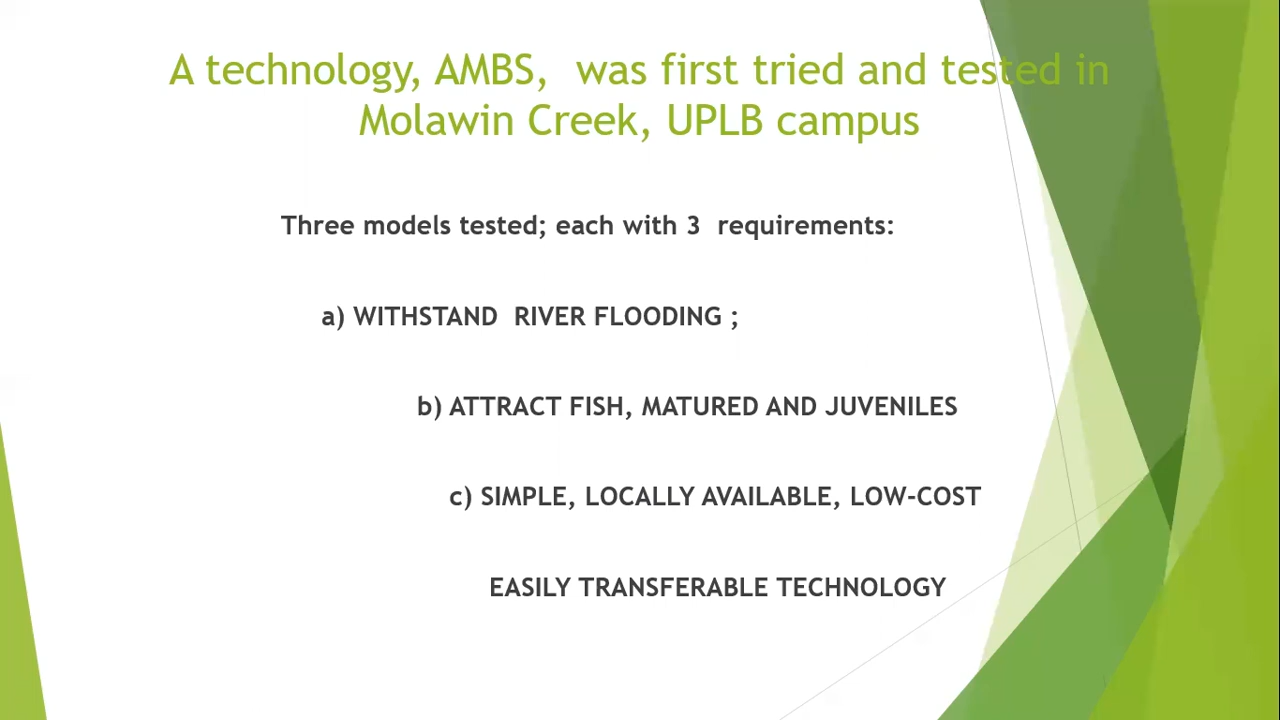 A technology, AMBS,  was first tried and tested in
Molawin Creek, UPLB campus
Three models tested; each with 3  requirements:
a) WITHSTAND  RIVER FLOODING ;
b) ATTRACT FISH, MATURED AND JUVENILES
c) SIMPLE, LOCALLY AVAILABLE, LOW-COST
EASILY TRANSFERABLE TECHNOLOGY